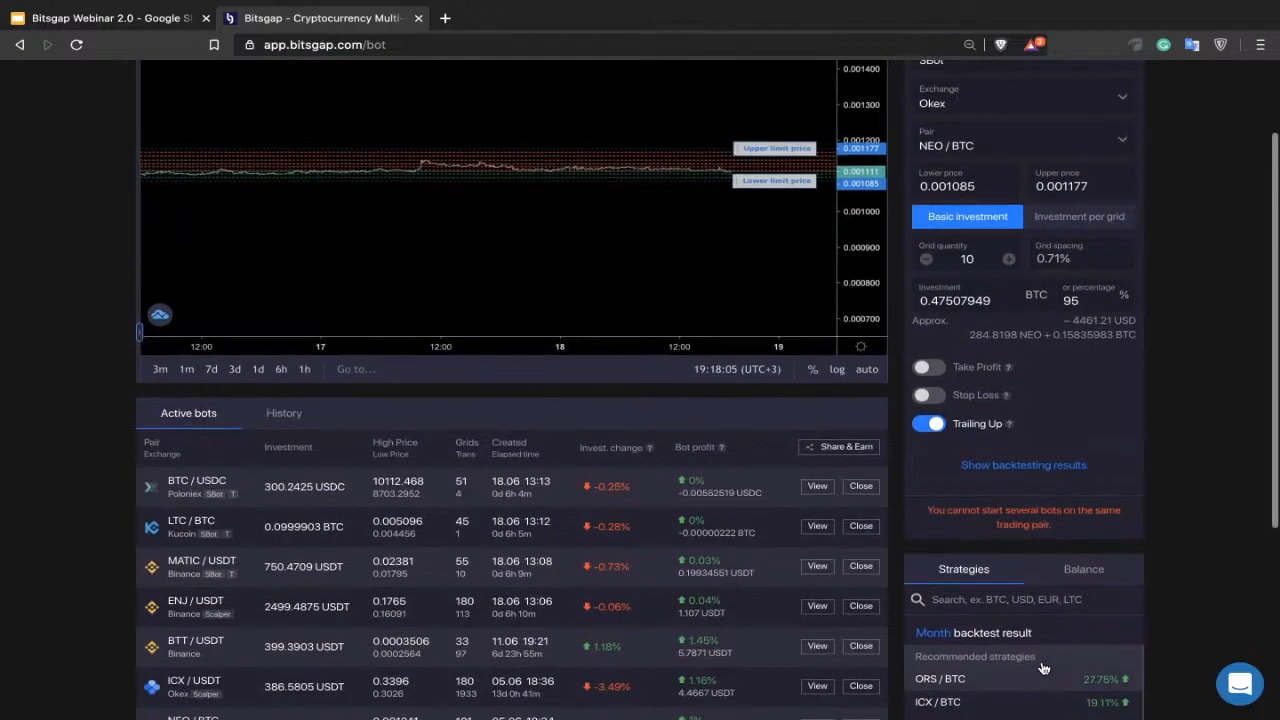 Bitsgap Webinar 2.0 - Google Sl
Bitsgap - Cryptocurrency Multi-
app.bitsgap.com/bot
3
0.001400
0.001300
0.001200
Upper limit price
0.001177
0.001111
Lower limit price
0.001085
0.001000
0.000900
0.000800
0.000700
12:00
17
12:00
18
12:00
19
3m 1m 7d 3d 1d 6h 1h
Go to...
19:18:05 (UTC+3)
% log auto
SBot
Exchange
Okex
Pair
NEO / BTC
Lower price
0.001085
Upper price
0.001177
Basic investment
Investment per grid
Grid quantity
10
Grid spacing
0.71%
Investment
0.47507949
BTC
or percentage
95
%
Approx.
~ 4461.21 USD
284.8198 NEO + 0.15835983 BTC
Take Profit ?
Stop Loss ?
Trailing Up ?
Show backtesting results.
You cannot start several bots on the same
trading pair.
Strategies
Balance
Search, ex. BTC, USD, EUR, LTC
Month backtest result
Recommended strategies
ORS / BTC 27.75%
ICX / BTC 19.11%
Active bots
History
Pair
Exchange
Investment
High Price
Low Price
Grids
Trans
Created
Elapsed time
Invest. change ?
Bot profit ?
Share & Earn
BTC / USDC
Poloniex SBot T
300.2425 USDC
10112.468
8703.2952
51
4
18.06 13:13
0d 6h 4m
-0.25%
0%
-0.00552519 USDC
View
Close
LTC / BTC
Kucoin SBot T
0.0999903 BTC
0.005096
0.004456
45
1
18.06 13:12
0d 6h 5m
-0.28%
0%
-0.00000222 BTC
View
Close
MATIC / USDT
Binance SBot T
750.4709 USDT
0.02381
0.01795
55
10
18.06 13:08
0d 6h 9m
-0.73%
0.03%
0.19934551 USDT
View
Close
ENJ / USDT
Binance Scalper
2499.4875 USDT
0.1765
0.16091
180
113
18.06 13:06
0d 6h 10m
-0.06%
0.04%
1.107 USDT
View
Close
BTT / USDT
Binance
399.3903 USDT
0.0003506
0.0002564
33
97
11.06 19:21
6d 23h 55m
1.18%
1.45%
5.7871 USDT
View
Close
ICX / USDT
Okex Scalper
386.5805 USDT
0.3396
0.3026
180
1933
05.06 18:36
13d 0h 41m
-3.49%
1.16%
4.4667 USDT
View
Close